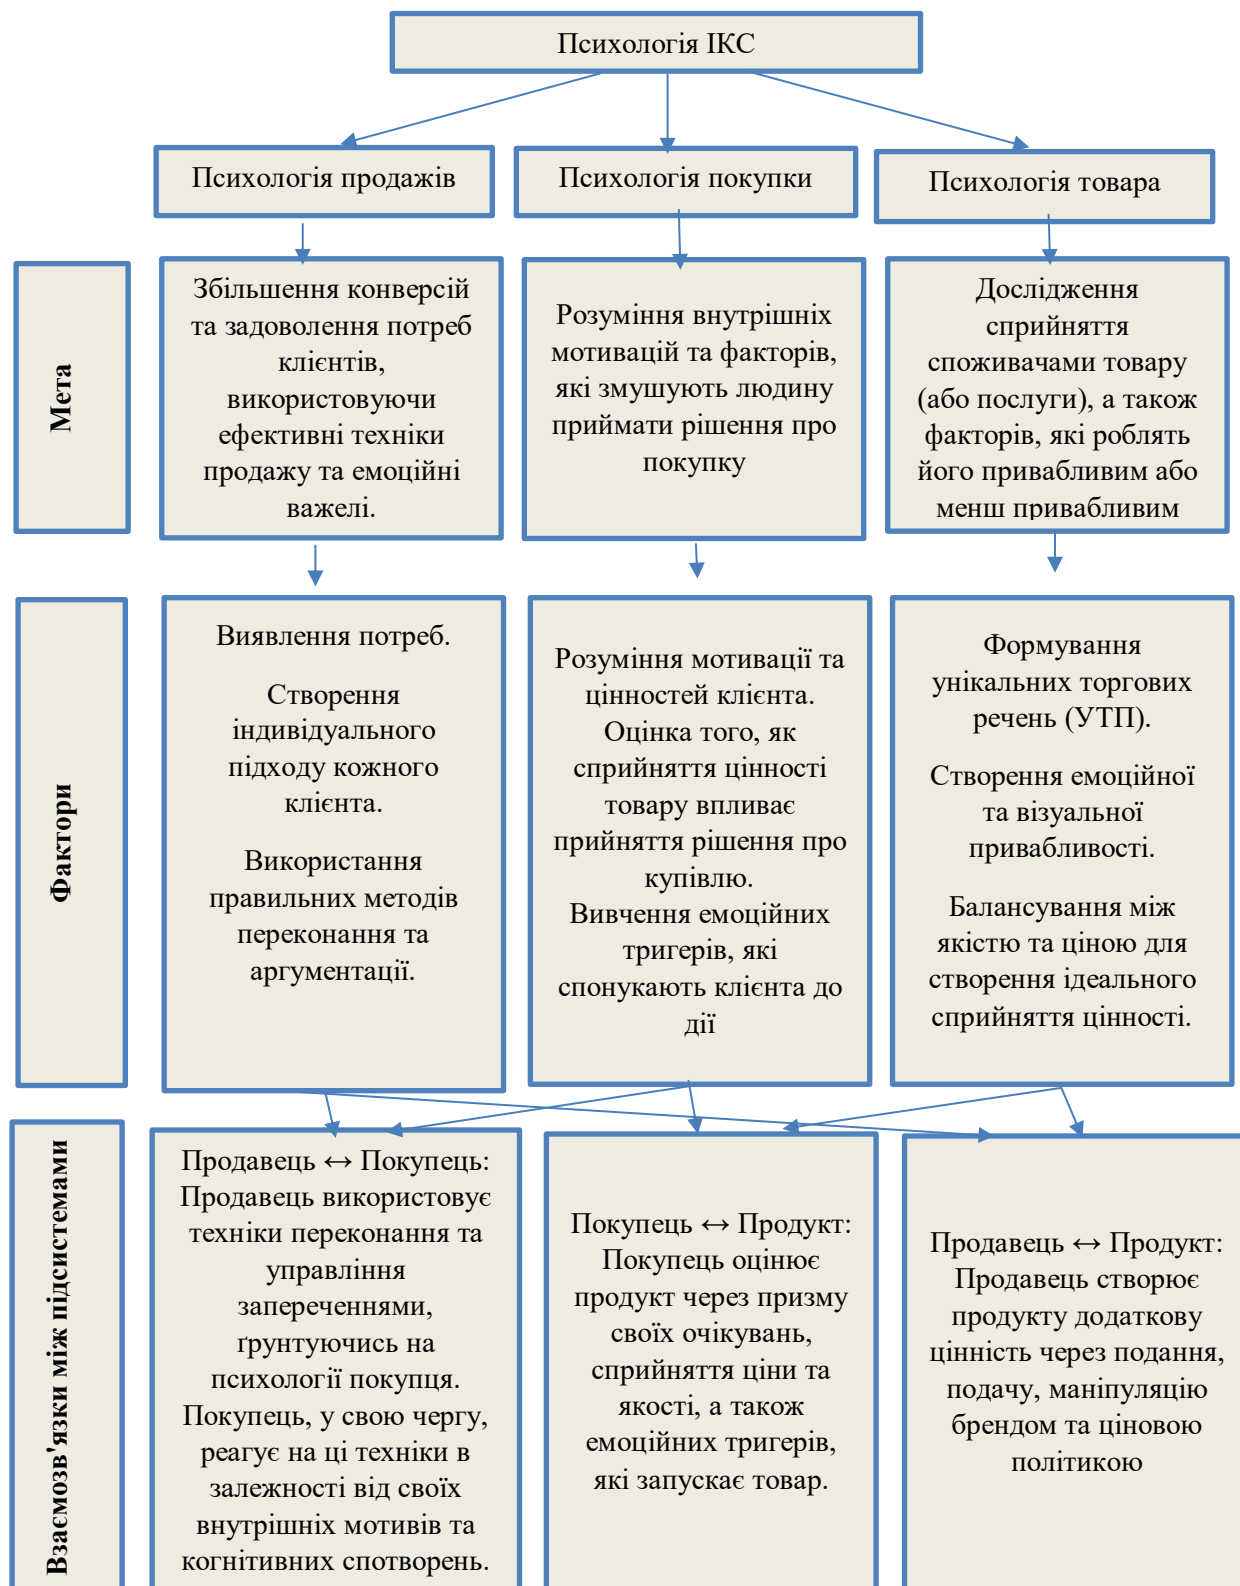 Психологія ІКС
Психологія продажів
Психологія покупки
Психологія товара
Мета
Збільшення конверсій
та задоволення потреб
клієнтів,
використовуючи
ефективні техніки
продажу та емоційні
важелі.
Розуміння внутрішніх
мотивацій та факторів,
які змушують людину
приймати рішення про
покупку
Дослідження
сприйняття
споживачами товару
(або послуги), а також
факторів, які роблять
його привабливим або
менш привабливим
Фактори
Виявлення потреб.
Створення
індивідуального
підходу кожного
клієнта.
Використання
правильних методів
переконання та
аргументації.
Розуміння мотивації та
цінностей клієнта.
Оцінка того, як
сприйняття цінності
товару впливає
прийняття рішення про
купівлю.
Вивчення емоційних
тригерів, які
спонукають клієнта до
дії
Формування
унікальних торгових
речень (УТП).
Створення емоційної
та візуальної
привабливості.
Балансування між
якістю та ціною для
створення ідеального
сприйняття цінності.
Взаємозв'язки між підсистемами
Продавець ↔ Покупець:
Продавець використовує
техніки переконання та
управління
запереченнями,
ґрунтуючись на
психології покупця.
Покупець, у свою чергу,
реагує на ці техніки в
залежності від своїх
внутрішніх мотивів та
когнітивних спотворень.
Покупець ↔ Продукт:
Покупець оцінює
продукт через призму
своїх очікувань,
сприйняття ціни та
якості, а також
емоційних тригерів,
які запускає товар.
Продавець ↔ Продукт:
Продавець створює
продукту додаткову
цінність через подання,
подачу, маніпуляцію
брендом та ціновою
політикою